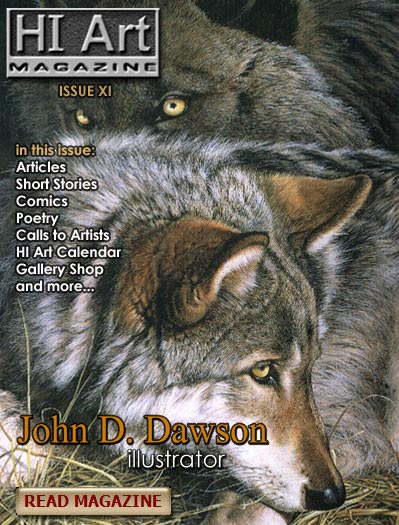 HI Art
MAGAZINE
ISSUE XI
in this issue:
Articles
Short Stories
Comics
Poetry
Calls to Artists
HI Art Calendar
Gallery Shop
and more...
John D. Dawson
illustrator
READ MAGAZINE